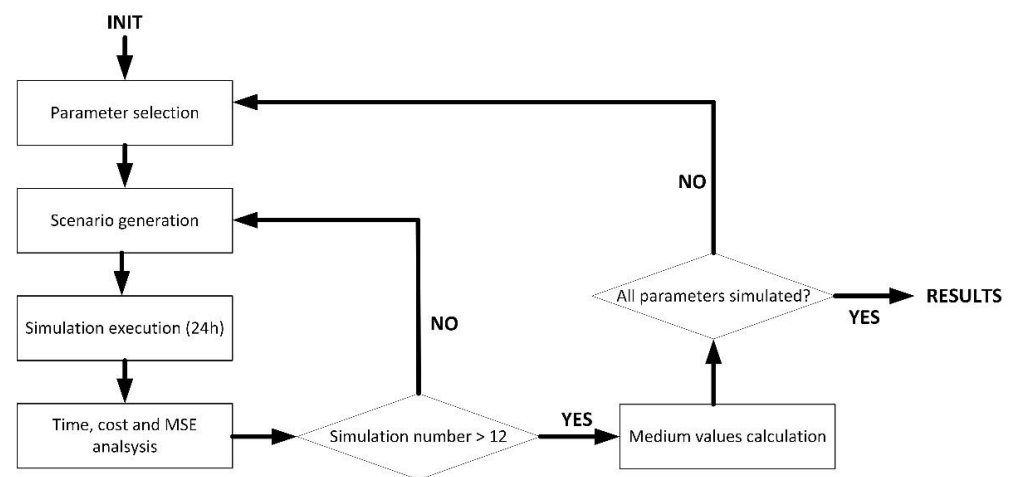 INIT
Parameter selection
NO
Scenario generation
All parameters simulated?
RESULTS
YES
Simulation execution (24h)
NO
Time, cost and MSE
analsysis
Simulation number > 12
YES
Medium values calculation